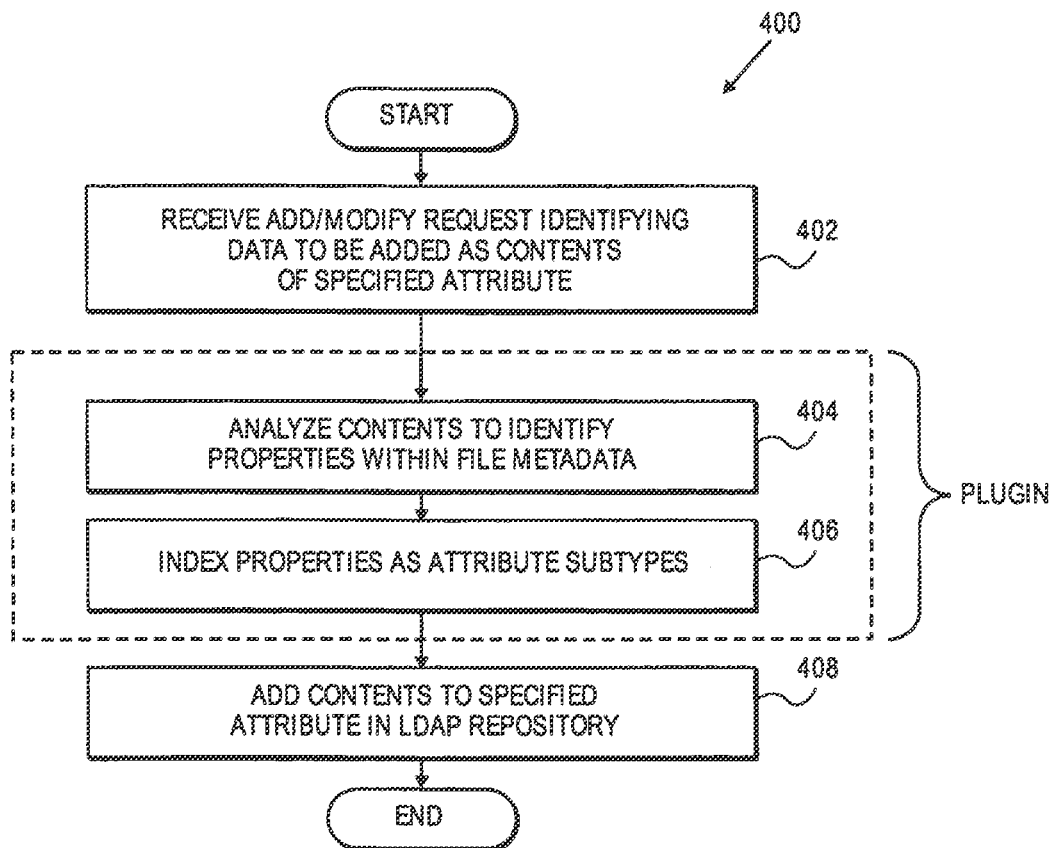 400
START
RECEIVE ADD/MODIFY REQUEST IDENTIFYING
DATA TO BE ADDED AS CONTENTS
OF SPECIFIED ATTRIBUTE
402
ANALYZE CONTENTS TO IDENTIFY
PROPERTIES WITHIN FILE METADATA
404
PLUGIN
INDEX PROPERTIES AS ATTRIBUTE SUBTYPES
406
ADD CONTENTS TO SPECIFIED
ATTRIBUTE IN LDAP REPOSITORY
408
END